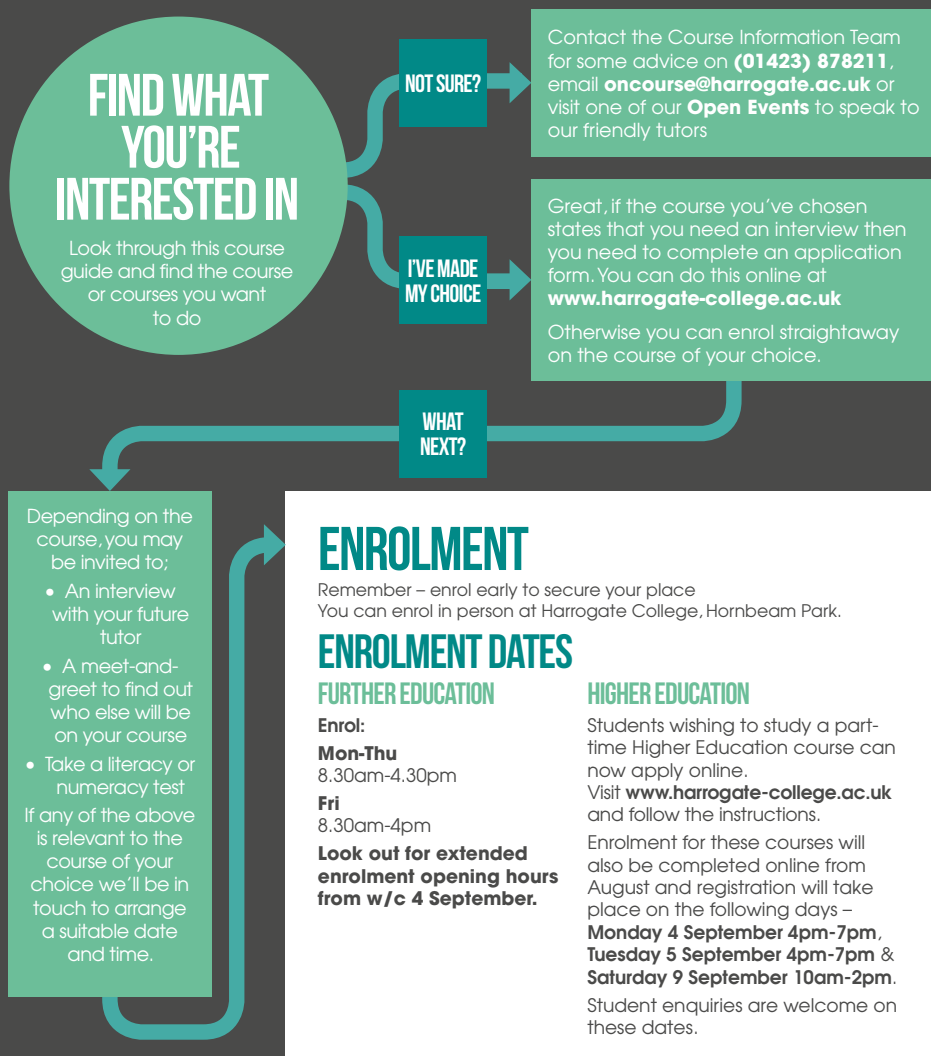 FIND WHAT
YOU'RE
INTERESTED IN
Look through this course
guide and find the course
or courses you want
to do
NOT SURE?
Contact the Course Information Team
for some advice on (01423) 878211,
email oncourse@harrogate.ac.uk or
visit one of our Open Events to speak to
our friendly tutors
I'VE MADE
MY CHOICE
Great, if the course you've chosen
states that you need an interview then
you need to complete an application
form. You can do this online at
www.harrogate-college.ac.uk
Otherwise you can enrol straightaway
on the course of your choice.
WHAT
NEXT?
Depending on the
course, you may
be invited to;
• An interview
with your future
tutor
• A meet-and-
greet to find out
who else will be
on your course
• Take a literacy or
numeracy test
If any of the above
is relevant to the
course of your
choice we'll be in
touch to arrange
a suitable date
and time.
ENROLMENT
Remember – enrol early to secure your place
You can enrol in person at Harrogate College, Hornbeam Park.
ENROLMENT DATES
FURTHER EDUCATION
Enrol:
Mon-Thu
8.30am-4.30pm
Fri
8.30am-4pm
Look out for extended
enrolment opening hours
from w/c 4 September.
HIGHER EDUCATION
Students wishing to study a part-
time Higher Education course can
now apply online.
Visit www.harrogate-college.ac.uk
and follow the instructions.
Enrolment for these courses will
also be completed online from
August and registration will take
place on the following days –
Monday 4 September 4pm-7pm,
Tuesday 5 September 4pm-7pm &
Saturday 9 September 10am-2pm.
Student enquiries are welcome on
these dates.